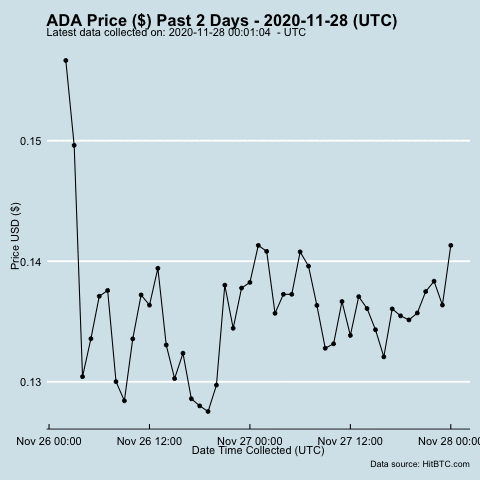 ADA Price ($) Past 2 Days - 2020-11-28 (UTC)
Latest data collected on: 2020-11-28 00:01:04  - UTC
Price USD ($)
0.15
0.14
0.13
Nov 26 00:00
Nov 26 12:00
Nov 27 00:00
Nov 27 12:00
Nov 28 00:00
Date Time Collected (UTC)
Data source: HitBTC.com